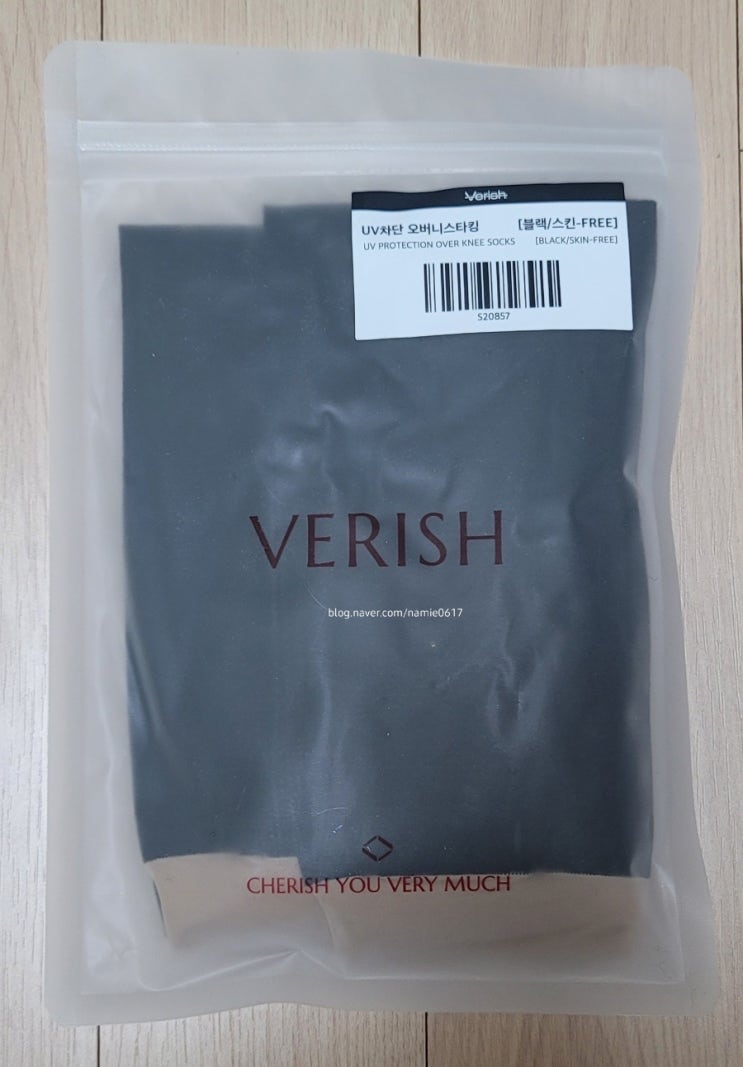 Verish
UV차단 오버니스타킹 [블랙/스킨-FREE]
UV PROTECTION OVER KNEE SOCKS [BLACK/SKIN-FREE]
S20857
VERISH
blog.naver.com/namie0617
CHERISH YOU VERY MUCH